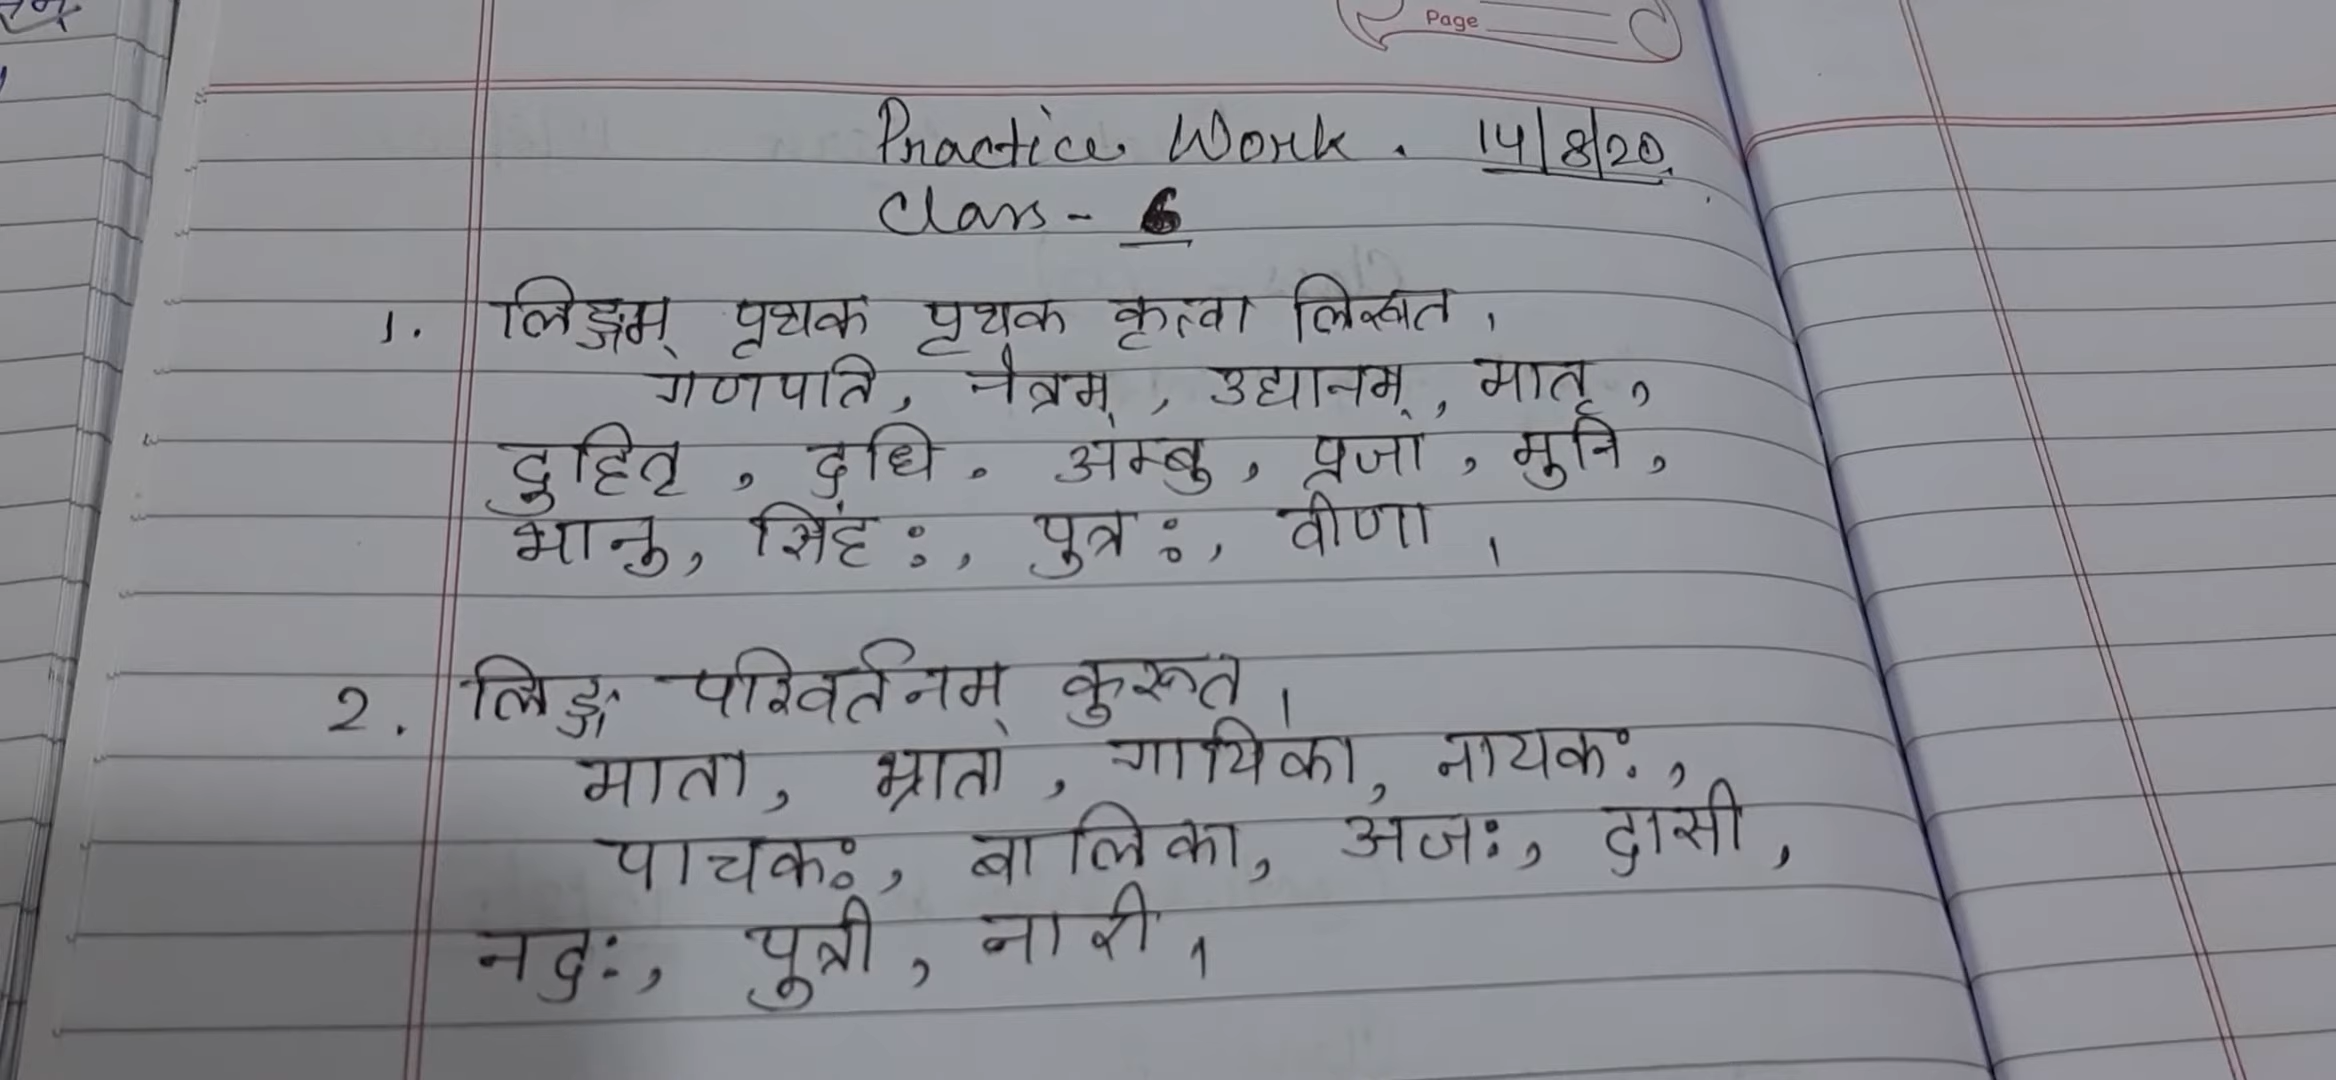 Page
Practice Work. 14/8/20.
Class - 6
1. लिङ्गम् पृथक पृथक कृत्वा लिखत ।
गणपति, नेत्रम्, उद्यानम्, मातृ,
दुहितृ, दधि, अम्बु, प्रजा, मुनि,
भानु, सिंहः, पुत्रः, वीणा ।
2. लिङ्ग परिवर्तनम् कुरूत ।
माता, भ्राता, गायिका, नायकः,
पाचकः, बालिका, अजः, दासी,
नदः, पुत्री, नारी ।